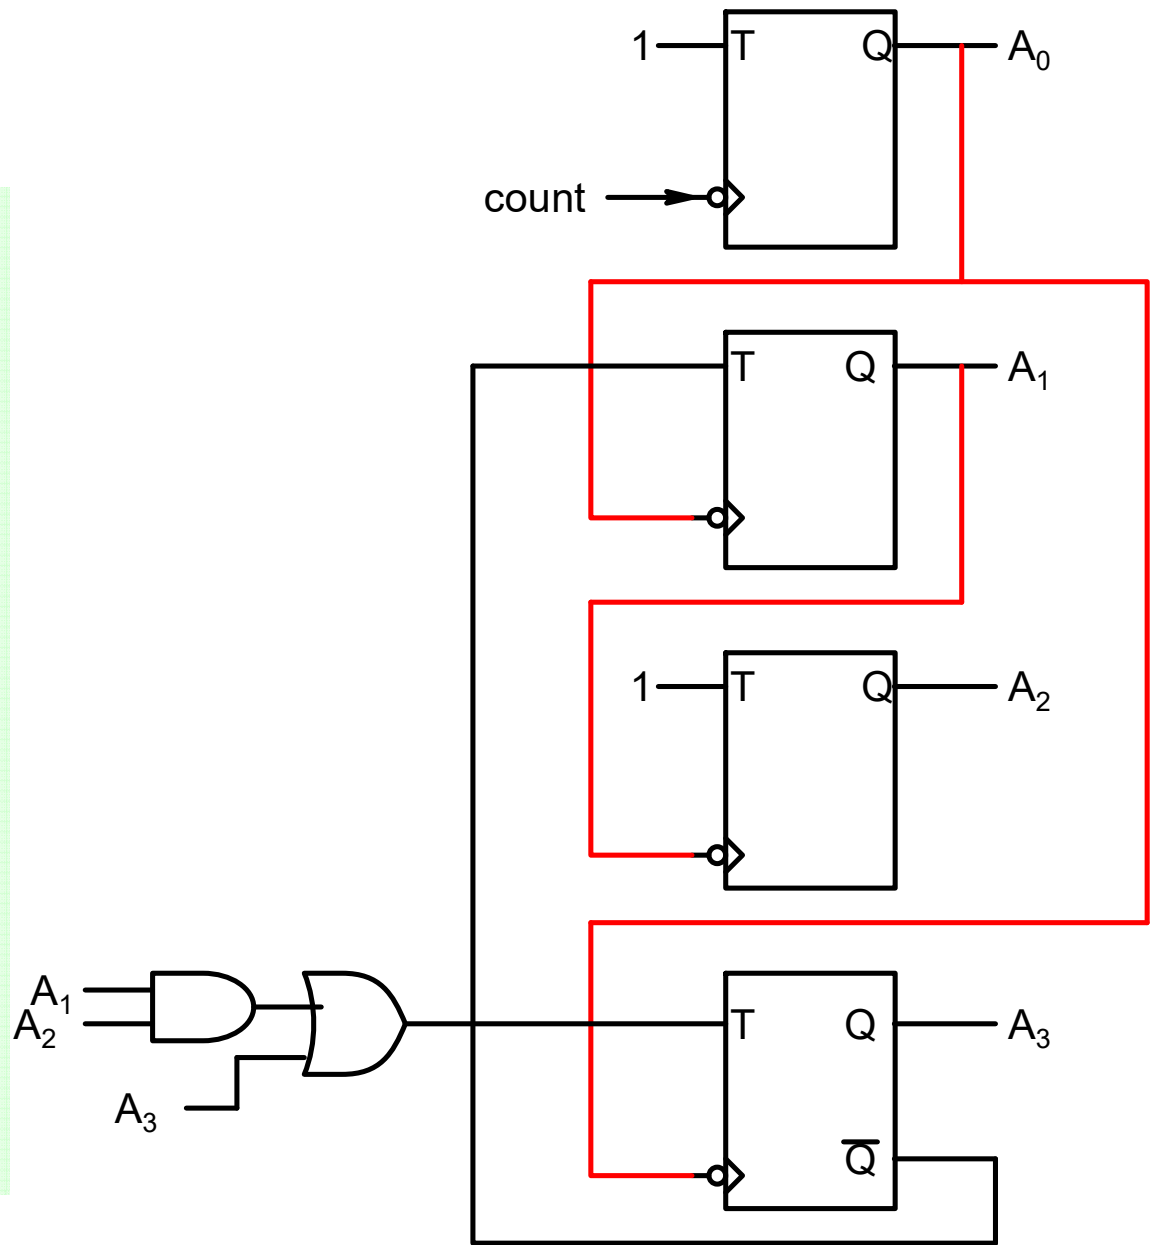 1 T Q A₀
count
T Q A₁
1 T Q A₂
A₁
A₂
T Q A₃
A₃
Q̅